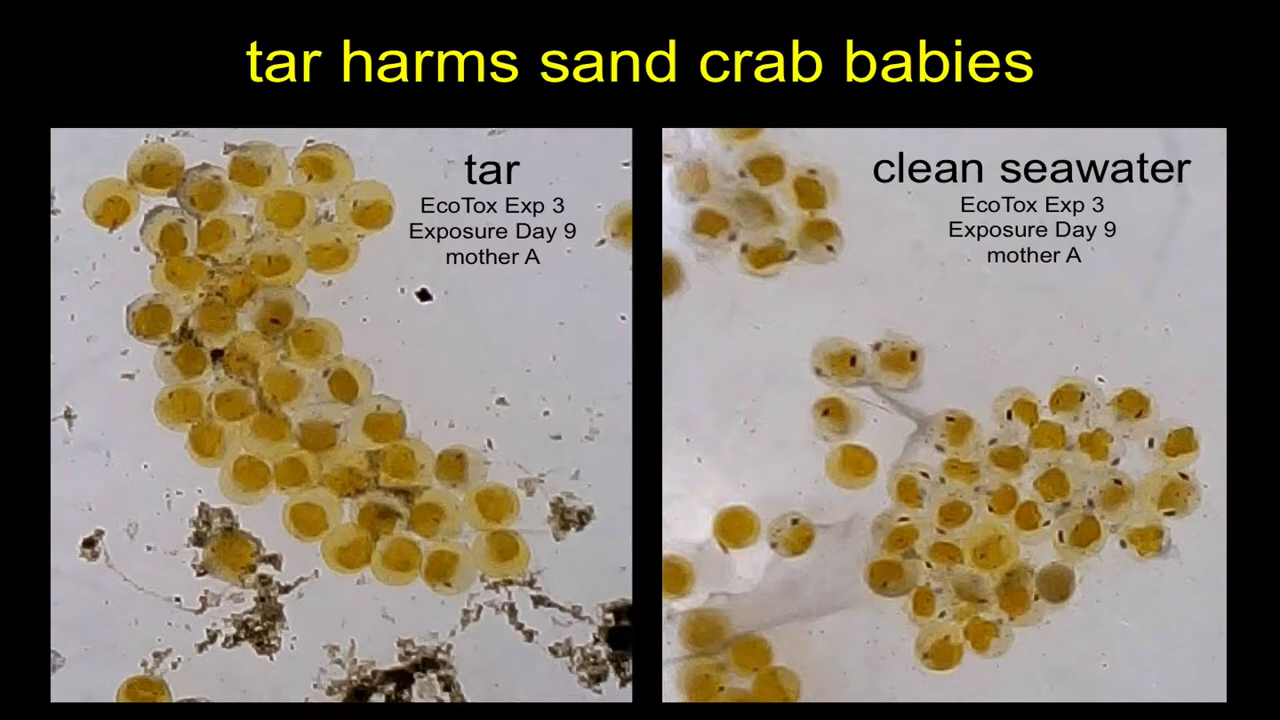 tar harms sand crab babies
tar
EcoTox Exp 3
Exposure Day 9
mother A
clean seawater
EcoTox Exp 3
Exposure Day 9
mother A